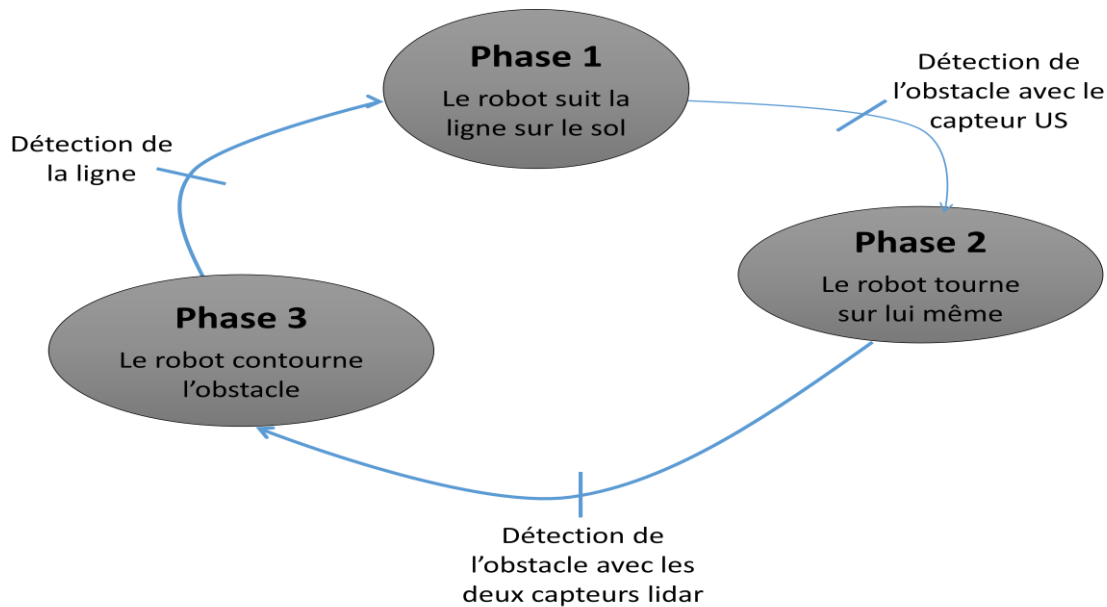 Phase 1
Le robot suit la
ligne sur le sol
Détection de
l’obstacle avec le
capteur US
Phase 2
Le robot tourne
sur lui même
Détection de
l’obstacle avec les
deux capteurs lidar
Phase 3
Le robot contourne
l’obstacle
Détection de
la ligne